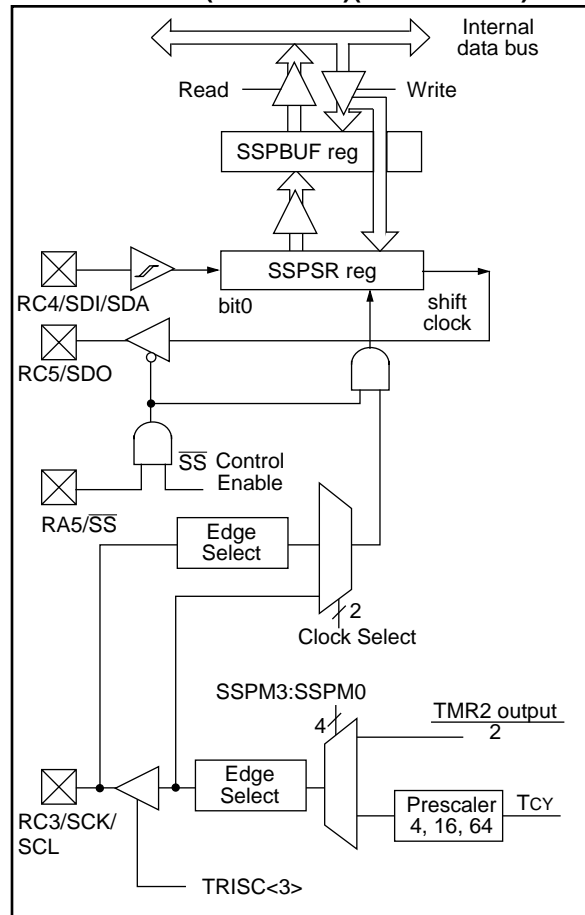 Internal
data bus
Read
Write
SSPBUF reg
SSPSR reg
RC4/SDI/SDA
bit0
shift
clock
RC5/SDO
SS Control
Enable
RA5/SS
Edge
Select
2
Clock Select
SSPM3:SSPM0
TMR2 output
4
2
Edge
Select
Prescaler
4, 16, 64
TCY
RC3/SCK/
SCL
TRISC<3>